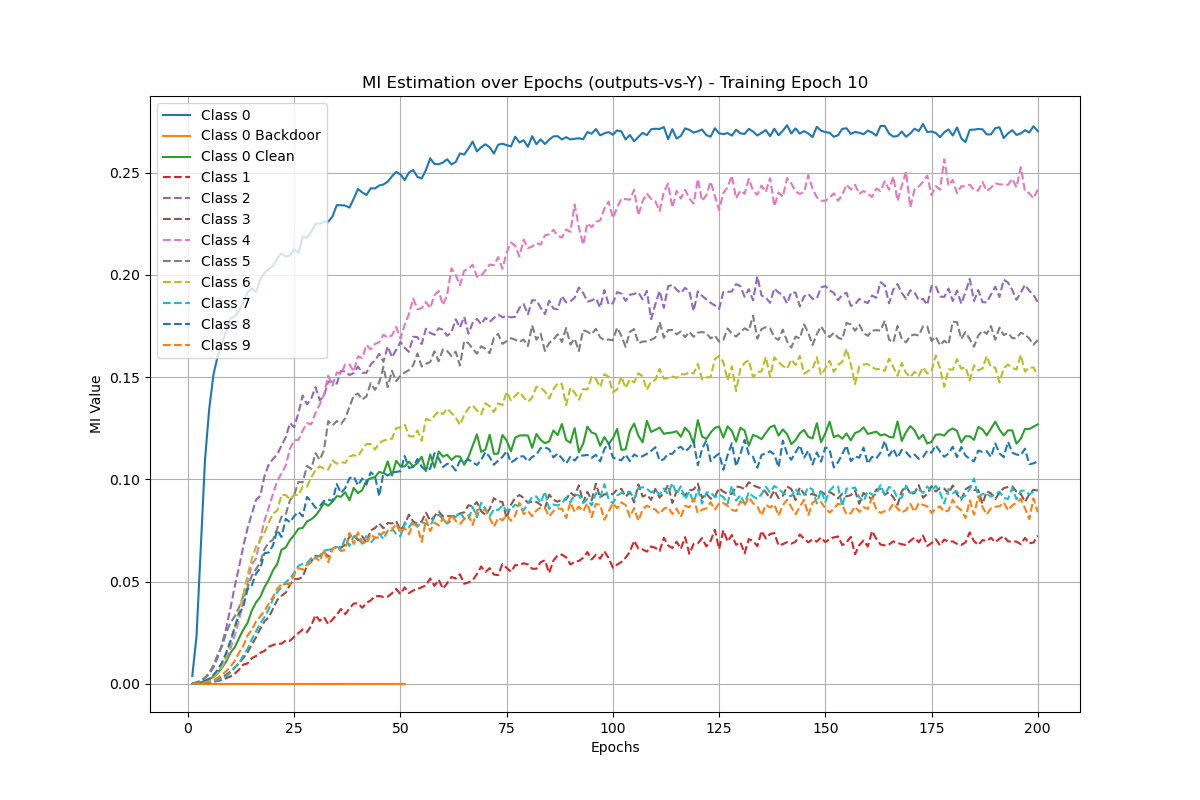 MI Estimation over Epochs (outputs-vs-Y) - Training Epoch 10
MI Value
0.25
0.20
0.15
0.10
0.05
0.00
Class 0
Class 0 Backdoor
Class 0 Clean
Class 1
Class 2
Class 3
Class 4
Class 5
Class 6
Class 7
Class 8
Class 9
0 25 50 75 100 125 150 175 200
Epochs